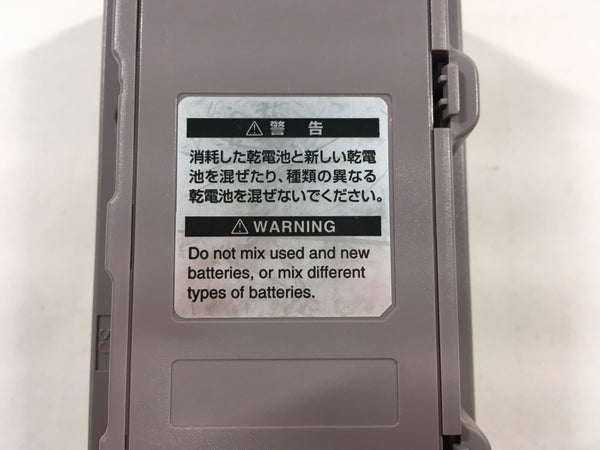 ⚠ 警 告
消耗した乾電池と新しい乾電
池を混ぜたり、種類の異なる
乾電池を混ぜないでください。
⚠ WARNING
Do not mix used and new
batteries, or mix different
types of batteries.